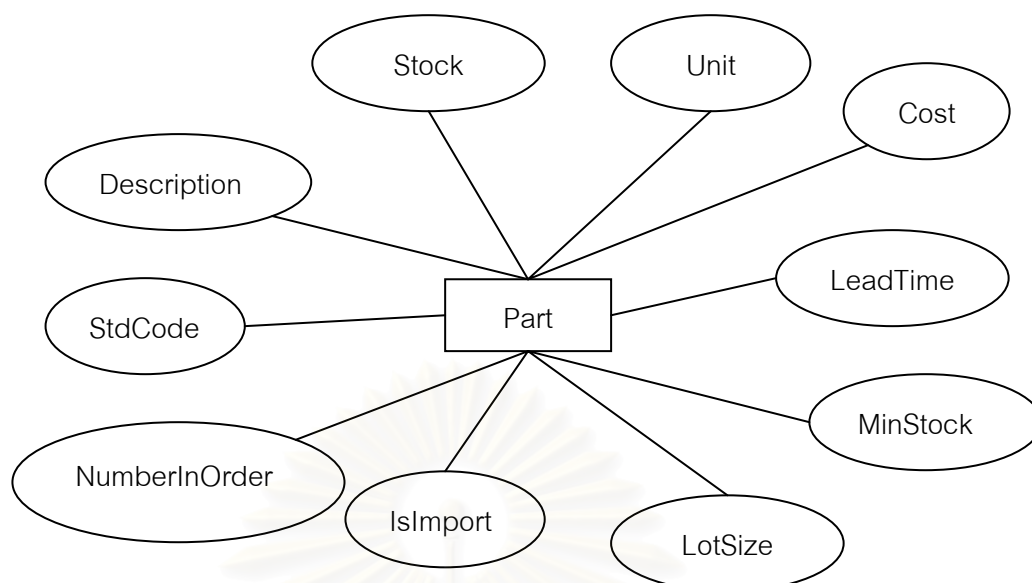 Stock
Unit
Cost
Description
LeadTime
StdCode
Part
MinStock
NumberInOrder
IsImport
LotSize